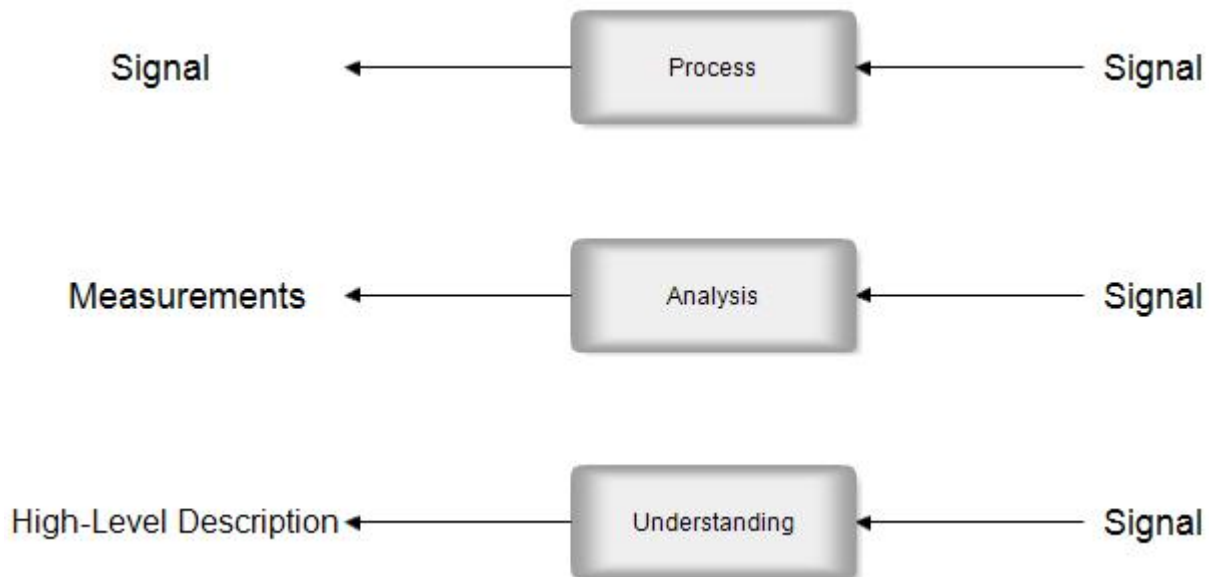 Signal
Process
Signal
Measurements
Analysis
Signal
High-Level Description
Understanding
Signal